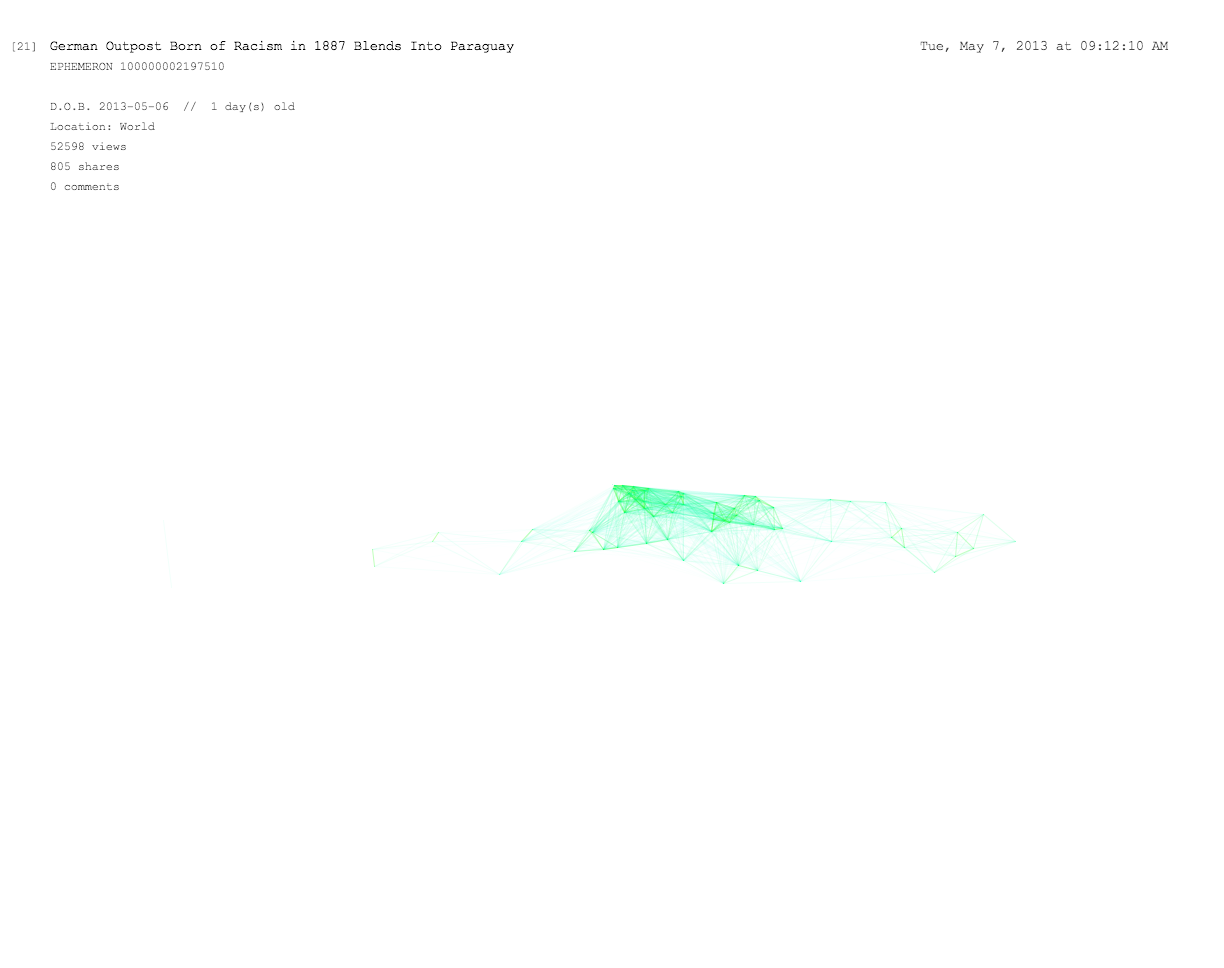 [21] German Outpost Born of Racism in 1887 Blends Into Paraguay Tue, May 7, 2013 at 09:12:10 AM
EPHEMERON 100000002197510
D.O.B. 2013-05-06 // 1 day(s) old
Location: World
52598 views
805 shares
0 comments